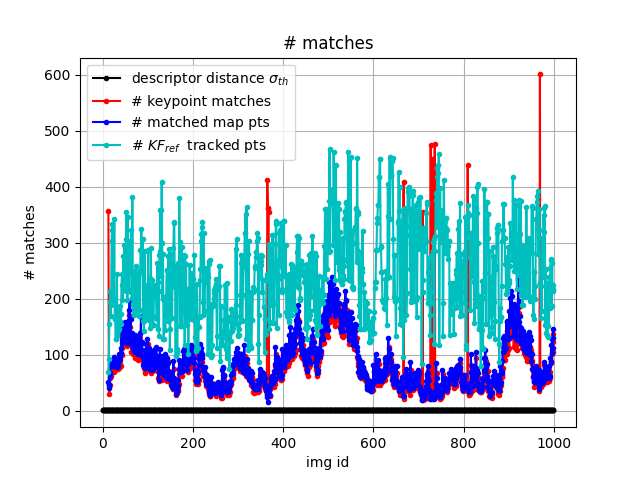 # matches
600
500
400
300
200
100
0
# matches
descriptor distance σ_th
# keypoint matches
# matched map pts
# KF_ref tracked pts
0 200 400 600 800 1000
img id